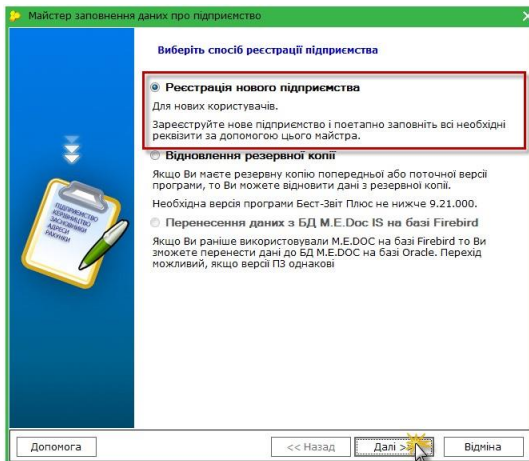 Майстер заповнення даних про підприємство
Виберіть спосіб реєстрації підприємства
Реєстрація нового підприємства
Для нових користувачів.
Зареєструйте нове підприємство і поетапно заповніть всі необхідні
реквізити за допомогою цього майстра.
Відновлення резервної копії
Якщо Ви маєте резервну копію попередньої або поточної версії
програми, то Ви можете відновити дані з резервної копії.
Необхідна версія програми Бест-Звіт Плюс не нижче 9.21.000.
Перенесення даних з БД M.E.Doc IS на базі Firebird
Якщо Ви раніше використовували M.E.DOC на базі Firebird то Ви
зможете перенести дані до БД M.E.DOC на базі Oracle. Перехід
можливий, якщо версії ПЗ однакові
ПІДПРИЄМСТВО
КЕРІВНИЦТВО
ЗАСНОВНИКИ
АДРЕСИ
РАХУНКИ
Допомога
<< Назад
Далі >
Відміна